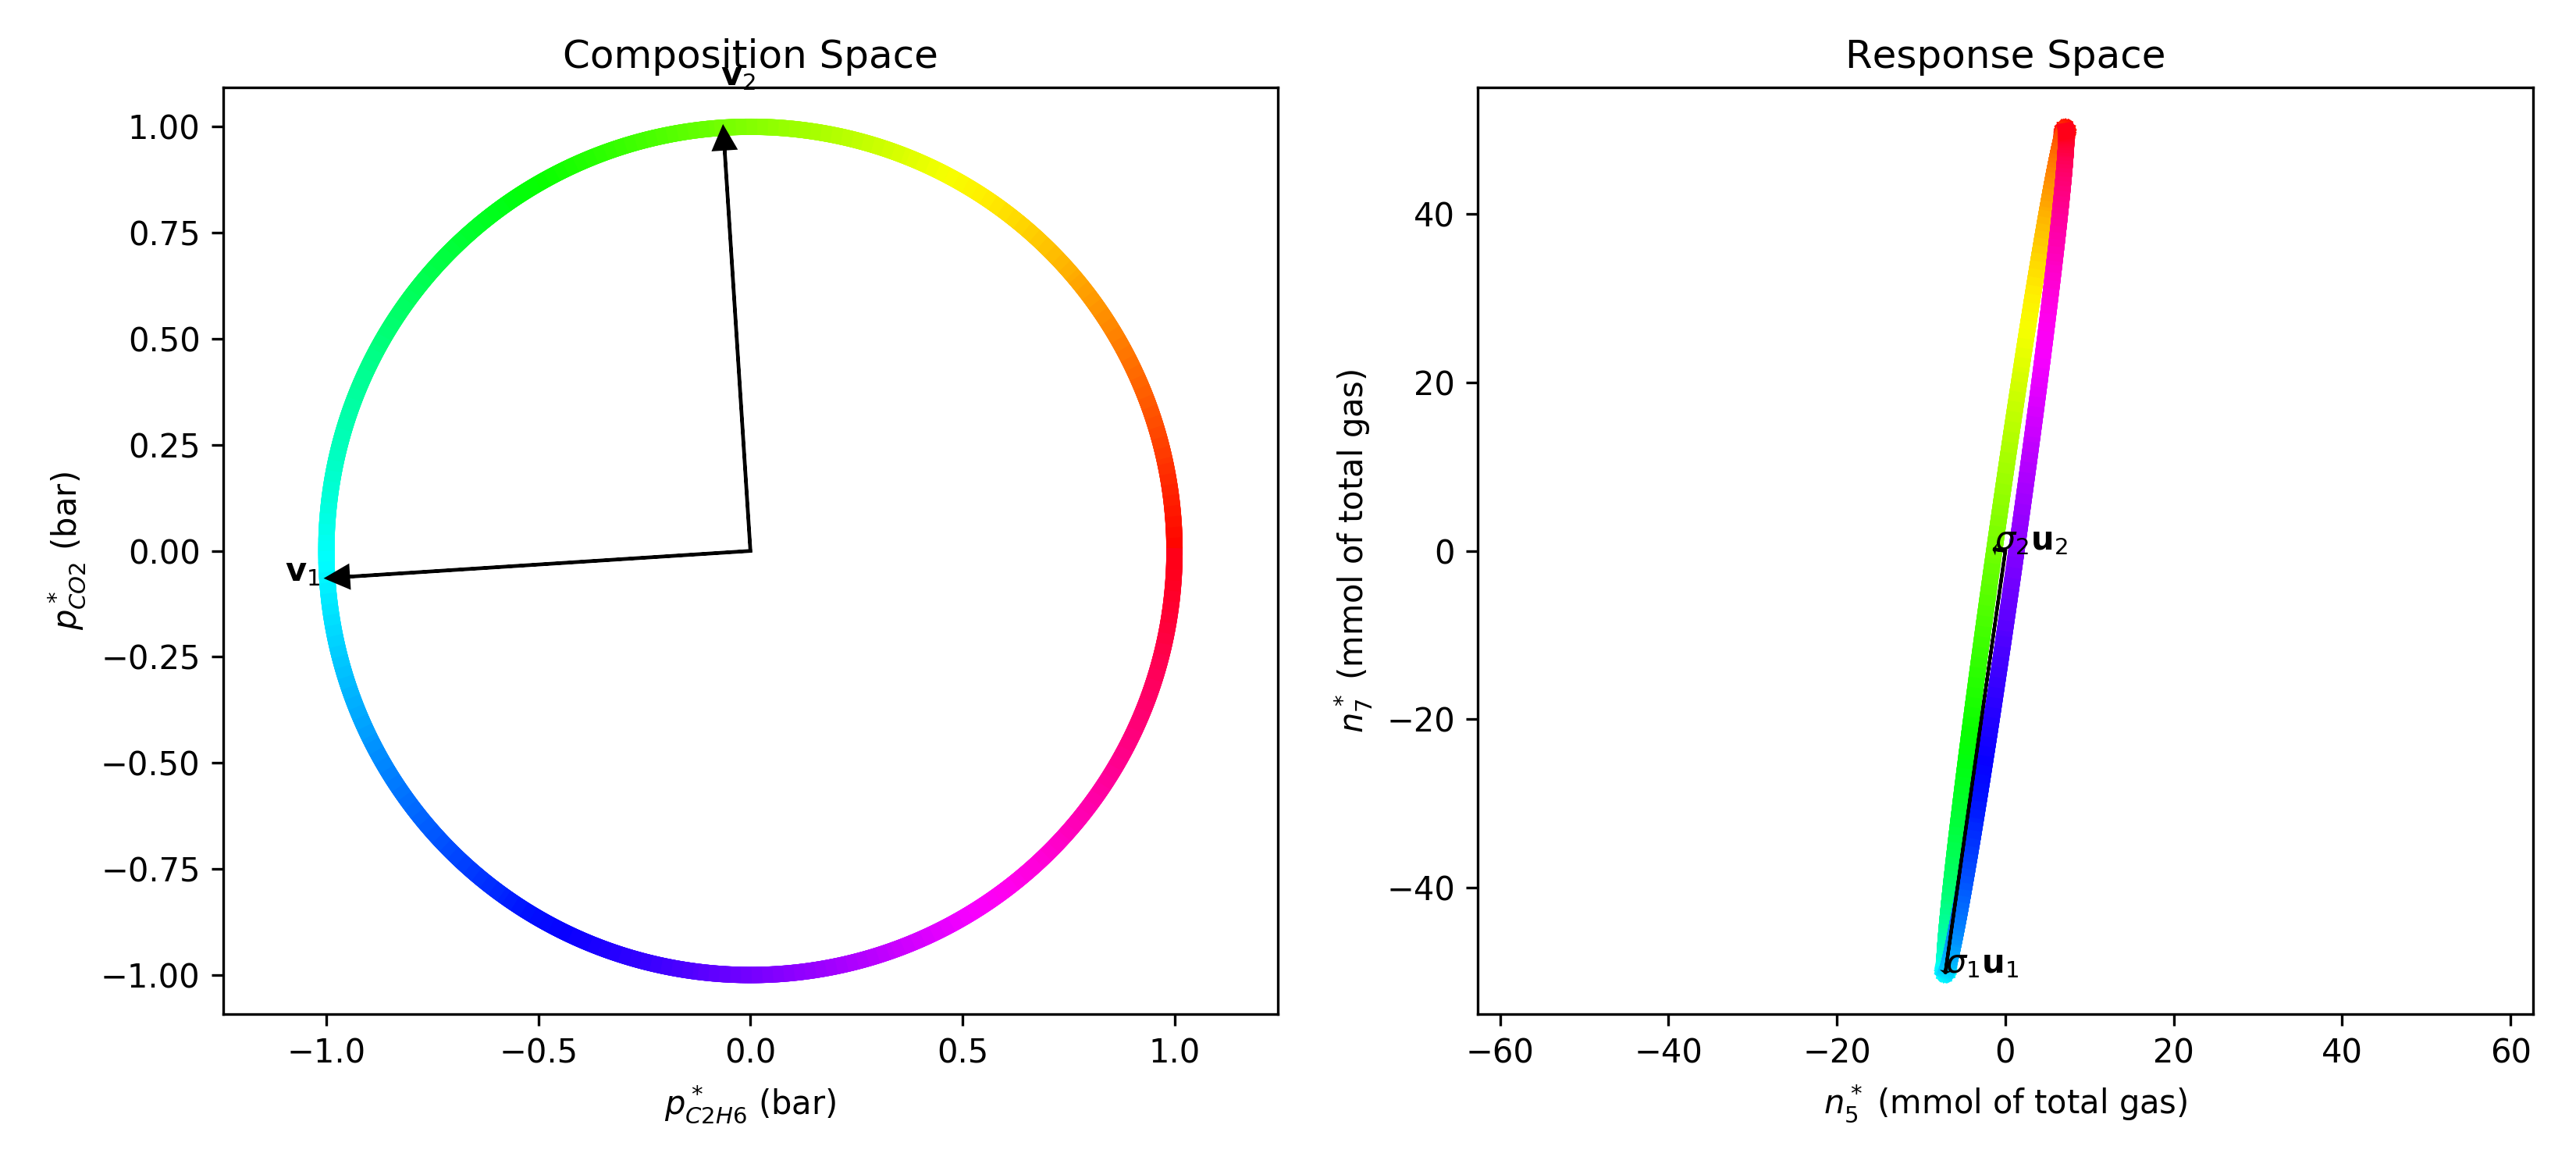 Composition Space
v₂
1.00
0.75
0.50
0.25
0.00
−0.25
−0.50
−0.75
−1.00
p*CO2 (bar)
v₁
−1.0 −0.5 0.0 0.5 1.0
p*C2H6 (bar)
Response Space
40
20
0
−20
−40
n*7 (mmol of total gas)
σ₂u₂
σ₁u₁
−60 −40 −20 0 20 40 60
n*5 (mmol of total gas)